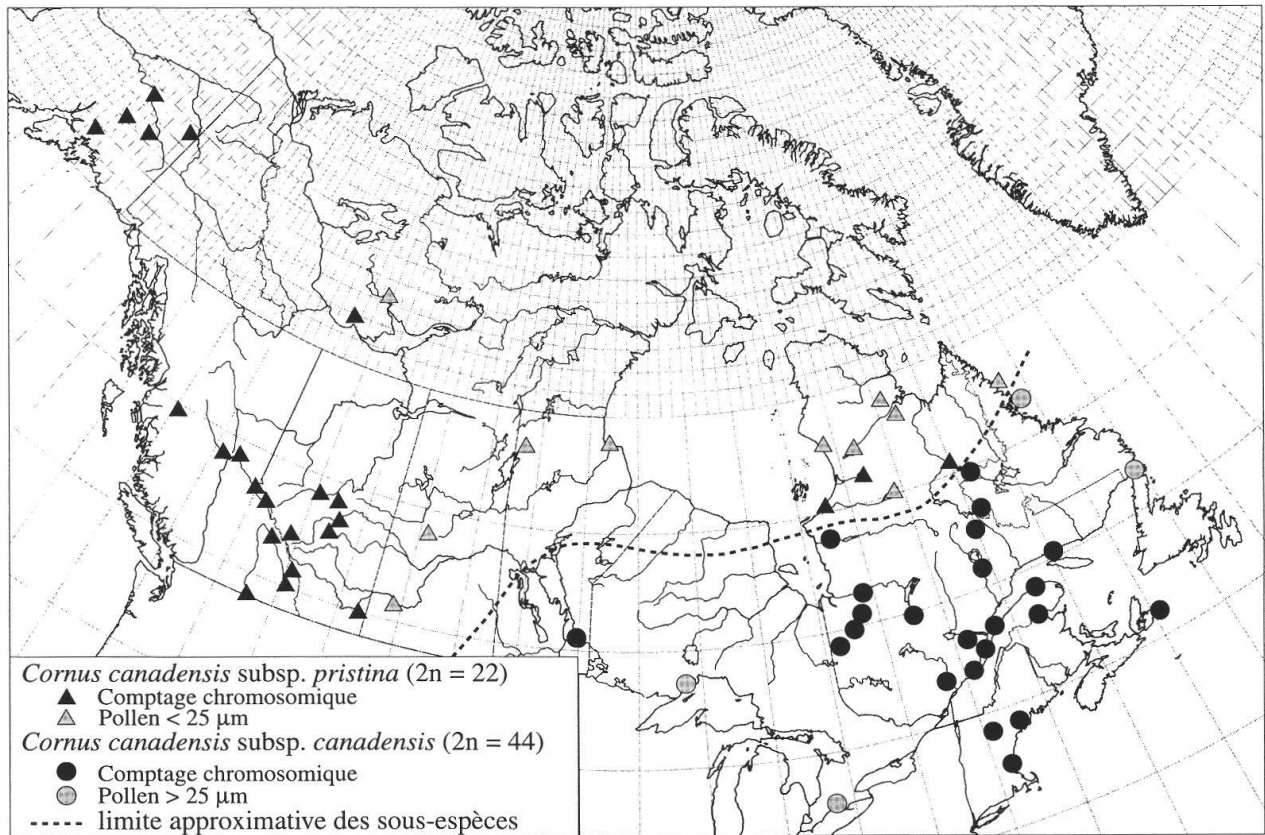 Cornus canadensis subsp. pristina (2n = 22)
Comptage chromosomique
Pollen < 25 µm
Cornus canadensis subsp. canadensis (2n = 44)
Comptage chromosomique
Pollen > 25 µm
limite approximative des sous-espèces